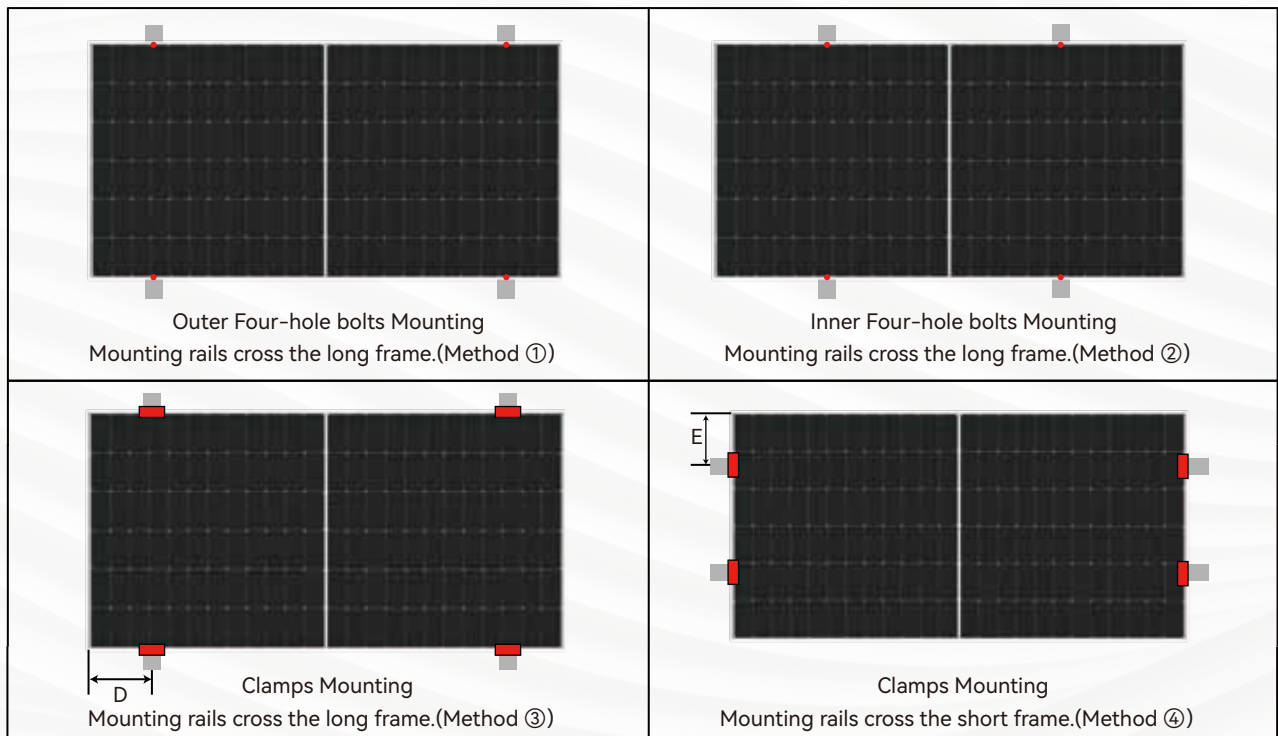 Outer Four-hole bolts Mounting
Mounting rails cross the long frame.(Method ①)
Inner Four-hole bolts Mounting
Mounting rails cross the long frame.(Method ②)
D
Clamps Mounting
Mounting rails cross the long frame.(Method ③)
E
Clamps Mounting
Mounting rails cross the short frame.(Method ④)